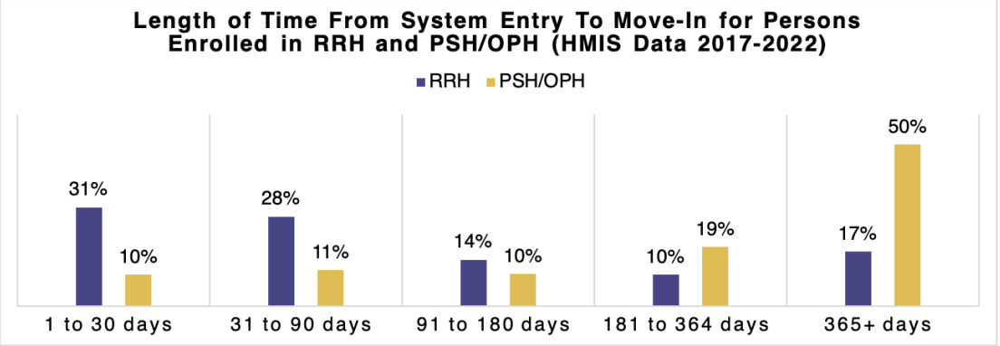 Length of Time From System Entry To Move-In for Persons
Enrolled in RRH and PSH/OPH (HMIS Data 2017-2022)
RRH PSH/OPH
31% 10% 28% 11% 14% 10% 10% 19% 17% 50%
1 to 30 days 31 to 90 days 91 to 180 days 181 to 364 days 365+ days